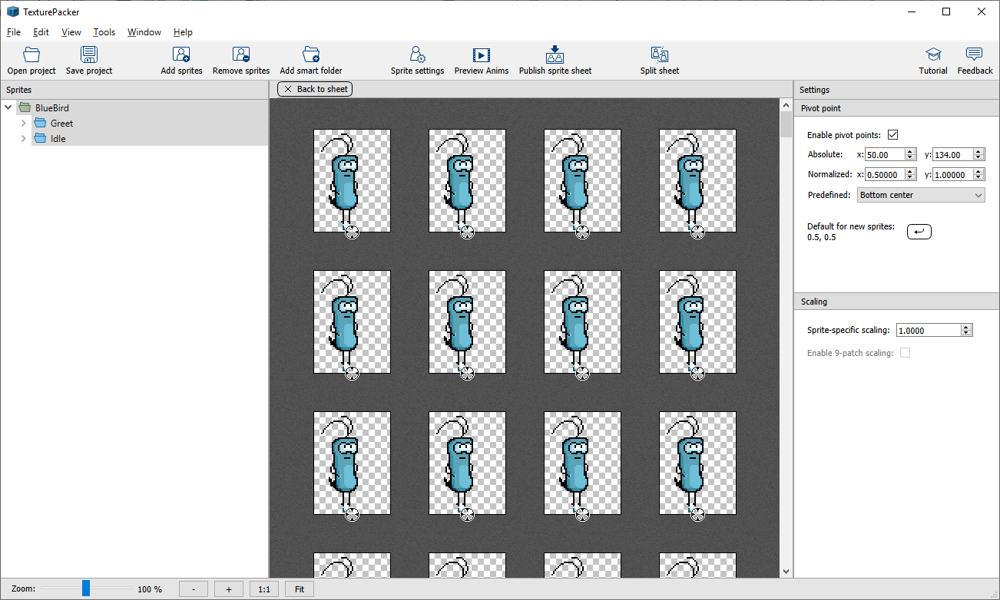 TexturePacker
File Edit View Tools Window Help
Open project Save project Add sprites Remove sprites Add smart folder Sprite settings Preview Anims Publish sprite sheet Split sheet Tutorial Feedback
Sprites
BlueBird
Greet
Idle
Back to sheet
Settings
Pivot point
Enable pivot points:
Absolute: x: 50.00 y: 134.00
Normalized: x: 0.50000 y: 1.00000
Predefined: Bottom center
Default for new sprites:
0.5, 0.5
Scaling
Sprite-specific scaling: 1.0000
Enable 9-patch scaling:
Zoom: 100 % - + 1:1 Fit